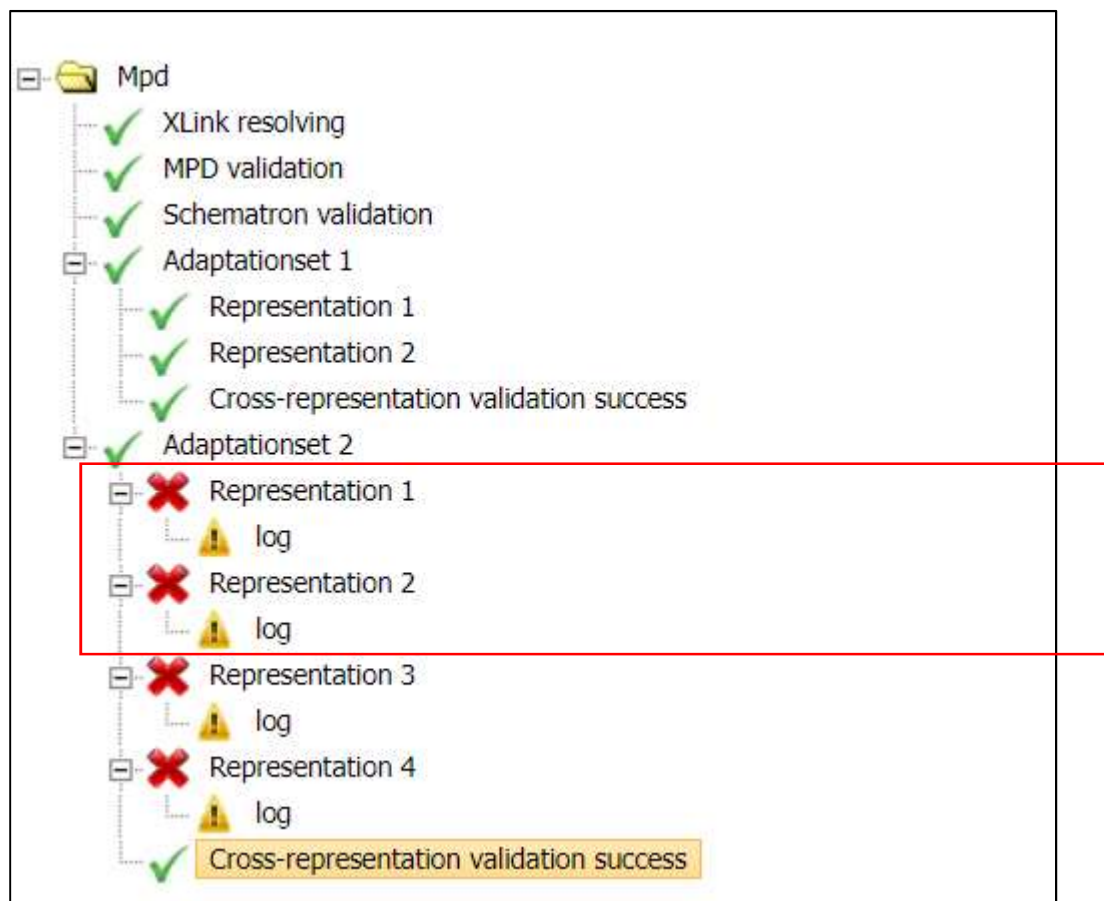 Mpd
XLink resolving
MPD validation
Schematron validation
Adaptationset 1
Representation 1
Representation 2
Cross-representation validation success
Adaptationset 2
Representation 1
log
Representation 2
log
Representation 3
log
Representation 4
log
Cross-representation validation success